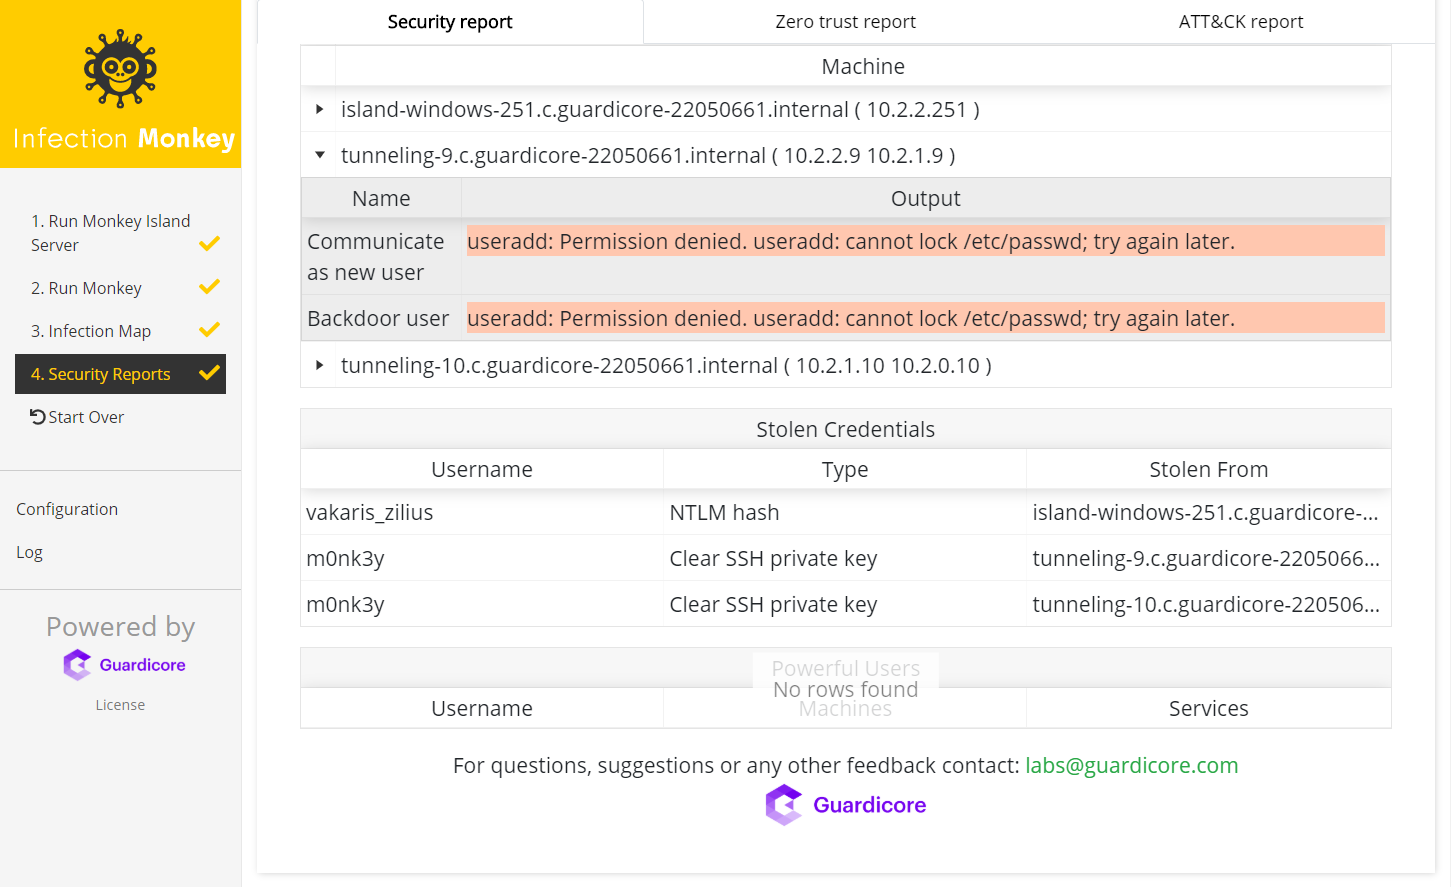 Infection Monkey
1. Run Monkey Island
Server
2. Run Monkey
3. Infection Map
4. Security Reports
Start Over
Configuration
Log
Powered by
Guardicore
License
Security report
Zero trust report
ATT&CK report
Machine
island-windows-251.c.guardicore-22050661.internal ( 10.2.2.251 )
tunneling-9.c.guardicore-22050661.internal ( 10.2.2.9 10.2.1.9 )
Name
Output
Communicate
as new user
useradd: Permission denied. useradd: cannot lock /etc/passwd; try again later.
Backdoor user
useradd: Permission denied. useradd: cannot lock /etc/passwd; try again later.
tunneling-10.c.guardicore-22050661.internal ( 10.2.1.10 10.2.0.10 )
Stolen Credentials
Username
Type
Stolen From
vakaris_zilius
NTLM hash
island-windows-251.c.guardicore-...
m0nk3y
Clear SSH private key
tunneling-9.c.guardicore-2205066...
m0nk3y
Clear SSH private key
tunneling-10.c.guardicore-220506...
Powerful Users
No rows found
Username
Machines
Services
For questions, suggestions or any other feedback contact: labs@guardicore.com
Guardicore